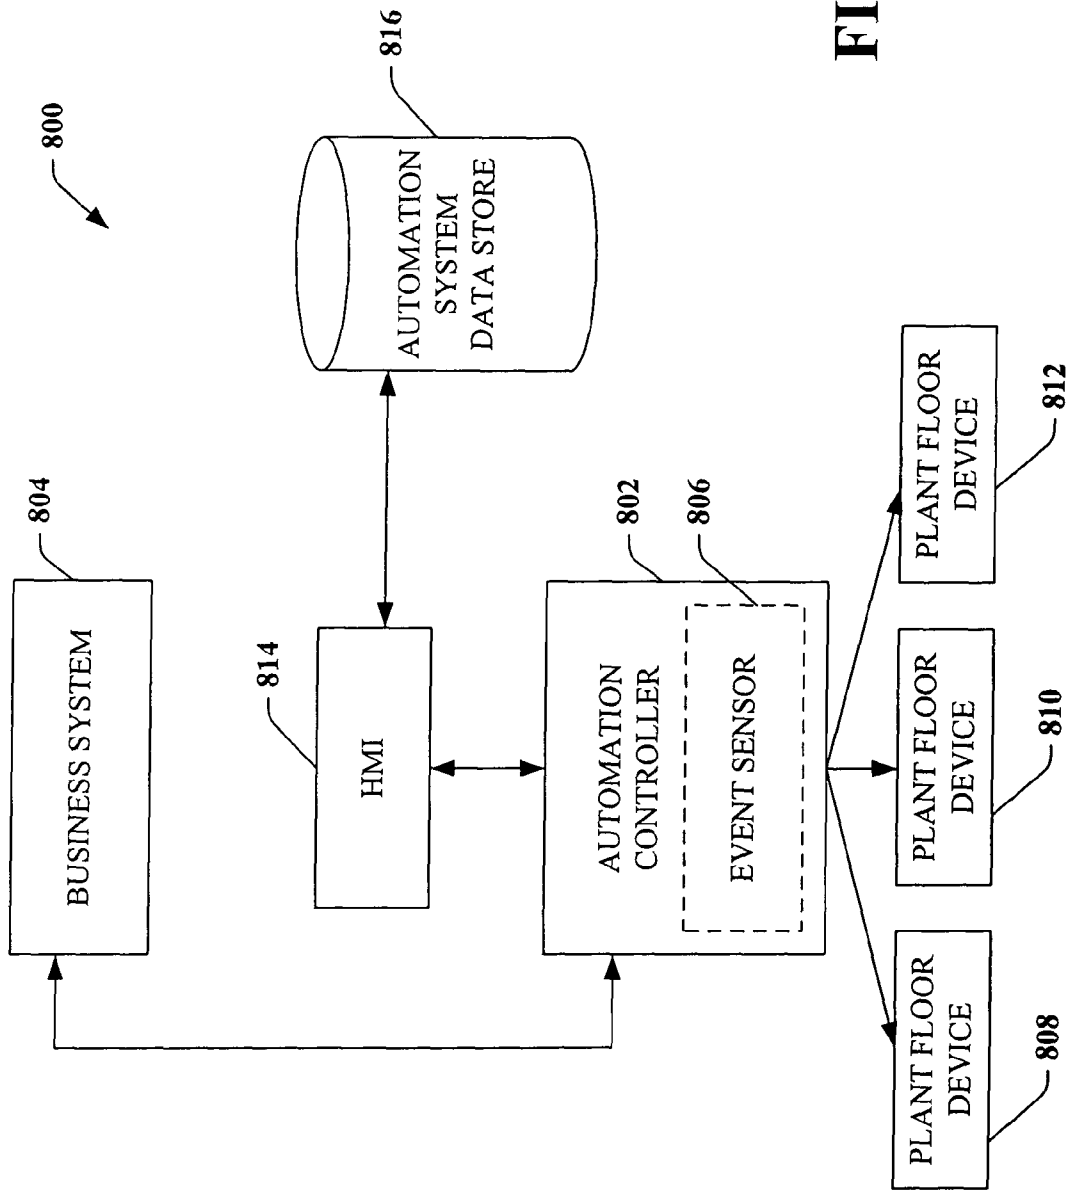 800
804
BUSINESS SYSTEM
814
HMI
816
AUTOMATION
SYSTEM
DATA STORE
802
806
AUTOMATION
CONTROLLER
EVENT SENSOR
PLANT FLOOR
DEVICE
808
PLANT FLOOR
DEVICE
810
PLANT FLOOR
DEVICE
812
FI